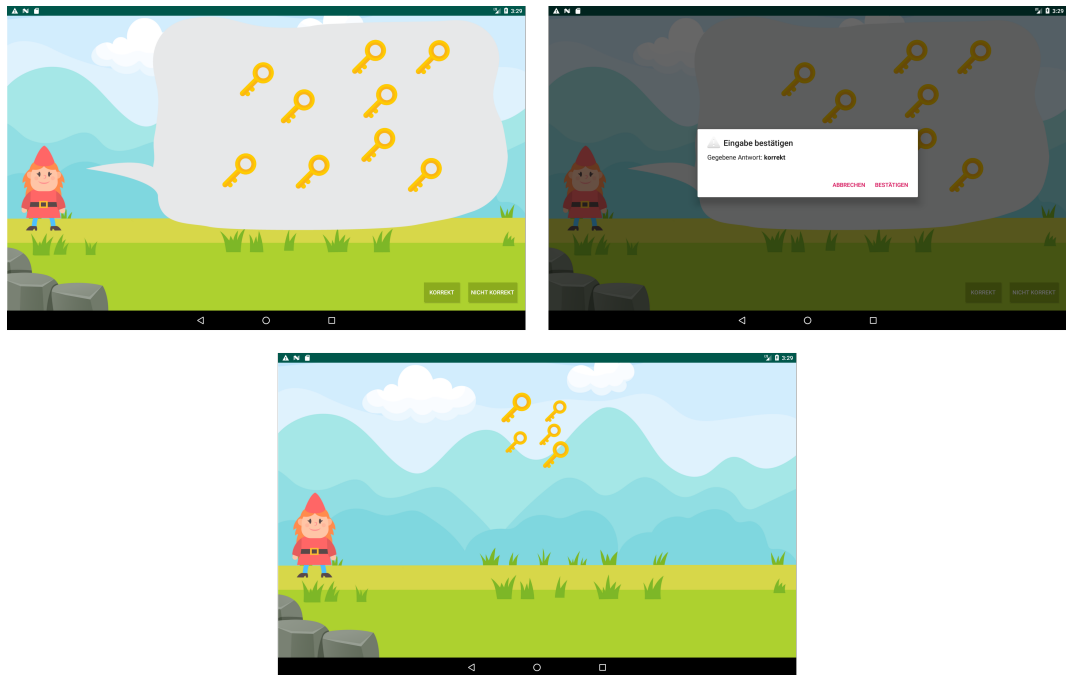 3:29
KORREKT
NICHT KORREKT
3:29
Eingabe bestätigen
Gegebene Antwort: korrekt
ABBRECHEN BESTÄTIGEN
KORREKT
NICHT KORREKT
3:29